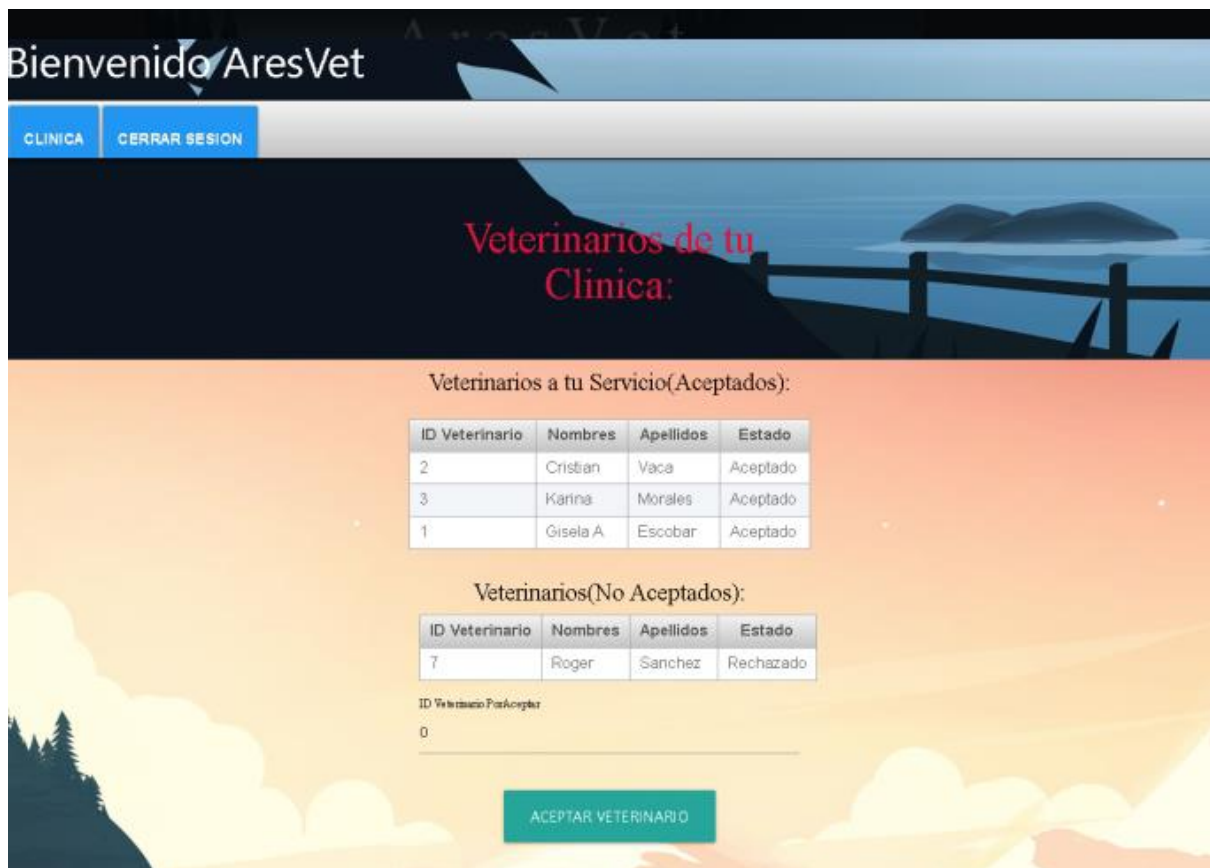 AresVet
Bienvenido AresVet
CLINICA CERRAR SESION
Veterinarios de tu
Clinica:
Veterinarios a tu Servicio(Aceptados):
ID Veterinario Nombres Apellidos Estado
2 Cristian Vaca Aceptado
3 Karina Morales Aceptado
1 Gisela A Escobar Aceptado
Veterinarios(No Aceptados):
ID Veterinario Nombres Apellidos Estado
7 Roger Sanchez Rechazado
ID Veterinario PorAceptar
0
ACEPTAR VETERINARIO